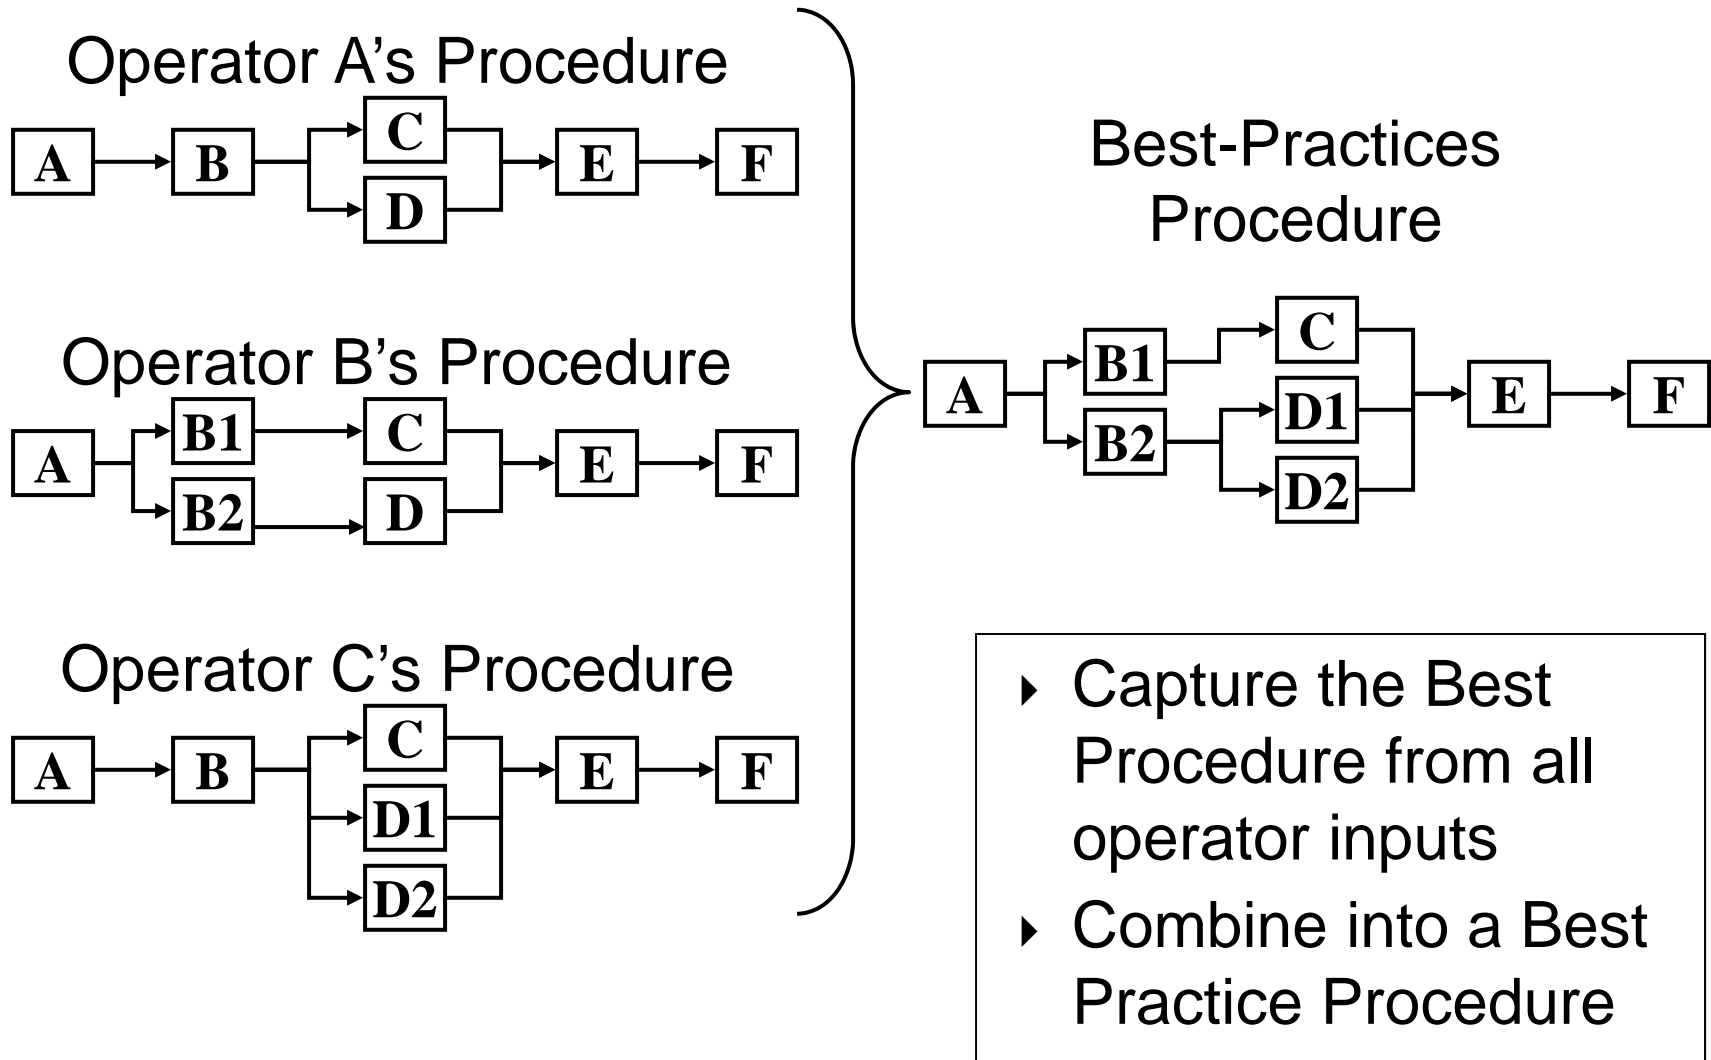 Operator A's Procedure
A B C D E F
Operator B's Procedure
A B1 B2 C D E F
Operator C's Procedure
A B C D1 D2 E F
Best-Practices
Procedure
A B1 B2 C D1 D2 E F
Capture the Best
Procedure from all
operator inputs
Combine into a Best
Practice Procedure